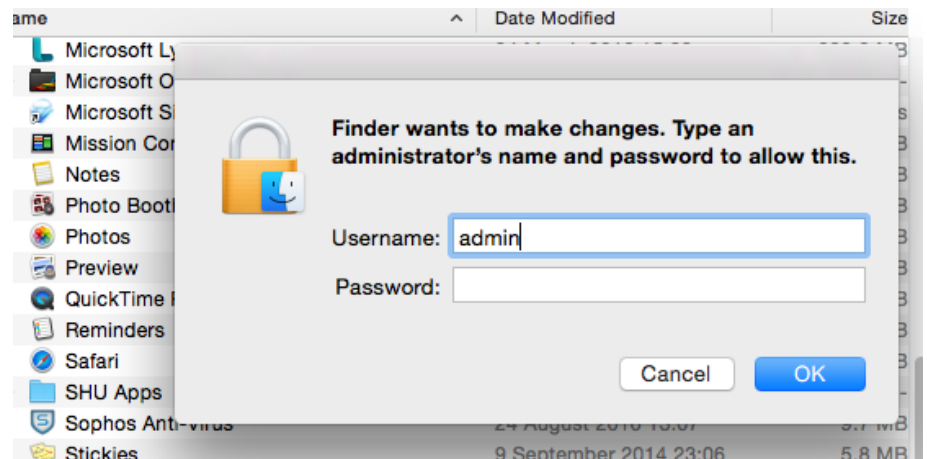 ame Date Modified Size
Microsoft Ly
Microsoft O
Microsoft Si
Mission Con
Notes
Photo Booth
Photos
Preview
QuickTime
Reminders
Safari
SHU Apps
Sophos Anti-Virus 24 August 2016 13:07 9.7 MB
Stickies 9 September 2014 23:06 5.8 MB
Finder wants to make changes. Type an
administrator's name and password to allow this.
Username: admin
Password:
Cancel OK